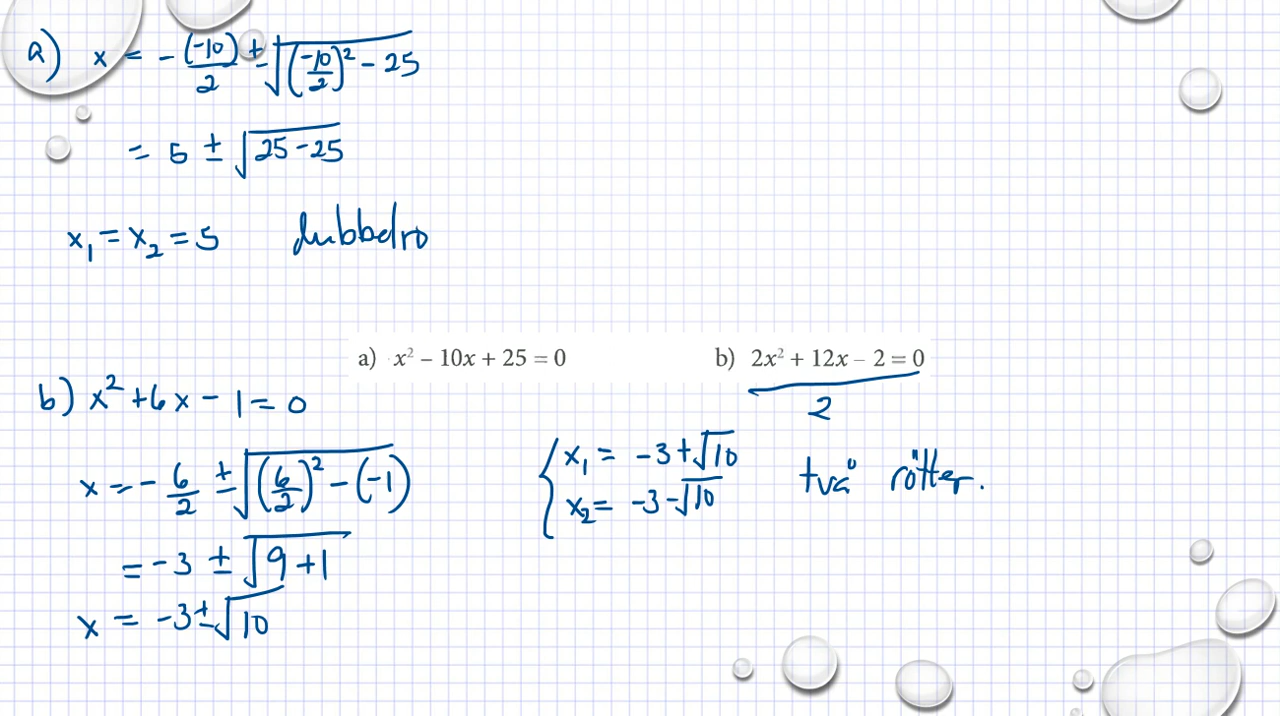 a) x = -(-10)/2 ± √((-10/2)² - 25)
= 5 ± √(25 - 25)
x₁ = x₂ = 5 dubbelro
a) x² – 10x + 25 = 0
b) 2x² + 12x – 2 = 0
2
b) x² + 6x - 1 = 0
x = - 6/2 ± √((6/2)² - (-1))
= -3 ± √(9 + 1)
x = -3 ± √10
{ x₁ = -3 + √10
x₂ = -3 - √10
två rötter.